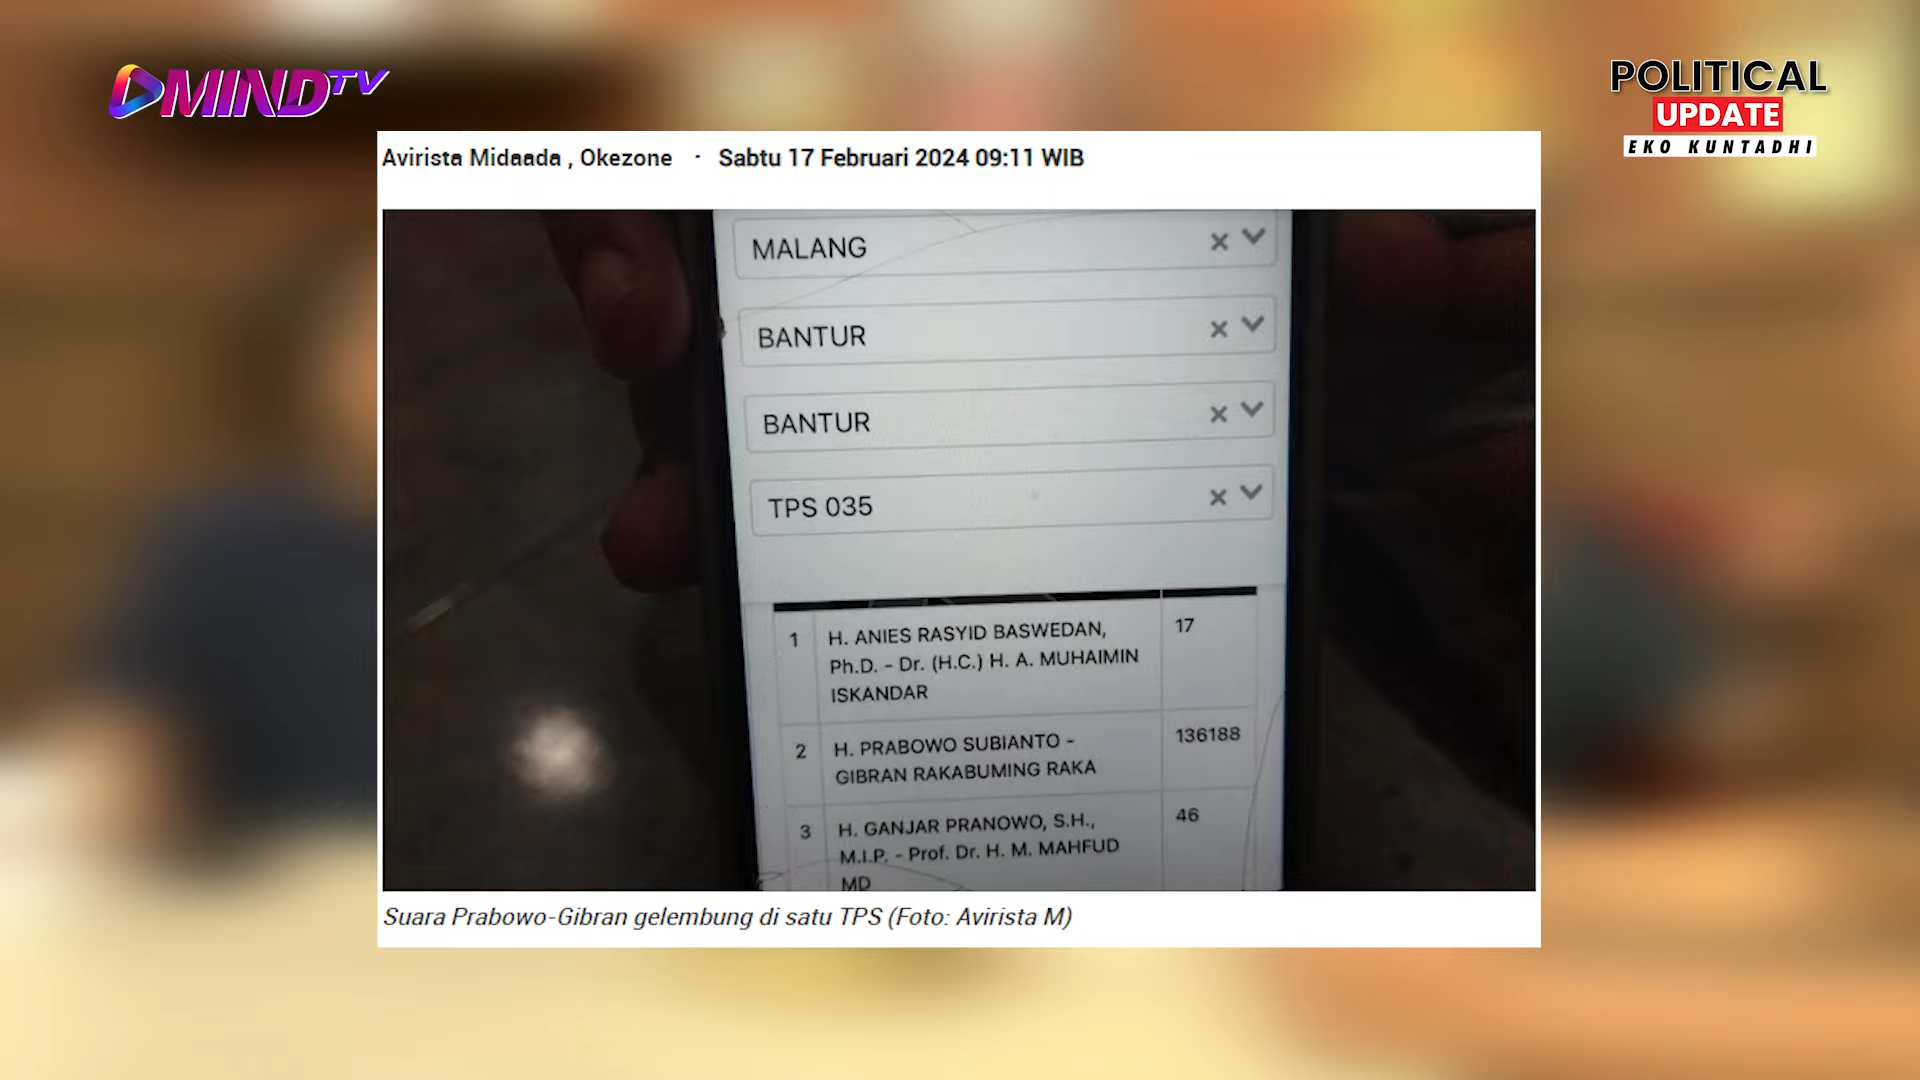 MIND TV
POLITICAL
UPDATE
EKO KUNTADHI
Avirista Midaada , Okezone · Sabtu 17 Februari 2024 09:11 WIB
MALANG
BANTUR
BANTUR
TPS 035
1 H. ANIES RASYID BASWEDAN, 17
Ph.D. - Dr. (H.C.) H. A. MUHAIMIN
ISKANDAR
2 H. PRABOWO SUBIANTO - 136188
GIBRAN RAKABUMING RAKA
3 H. GANJAR PRANOWO, S.H., 46
M.I.P. - Prof. Dr. H. M. MAHFUD
MD
Suara Prabowo-Gibran gelembung di satu TPS (Foto: Avirista M)